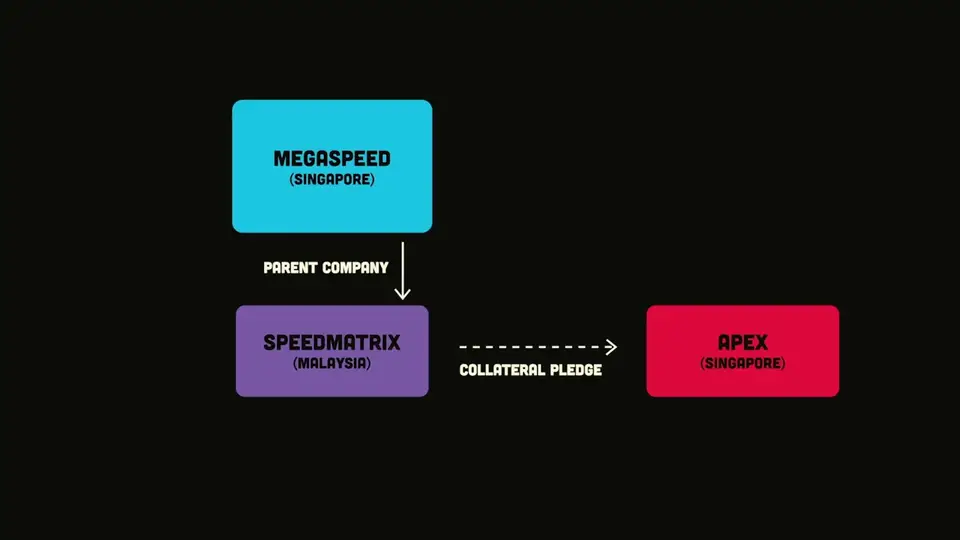 MEGASPEED
(SINGAPORE)
PARENT COMPANY
SPEEDMATRIX
(MALAYSIA)
COLLATERAL PLEDGE
APEX
(SINGAPORE)